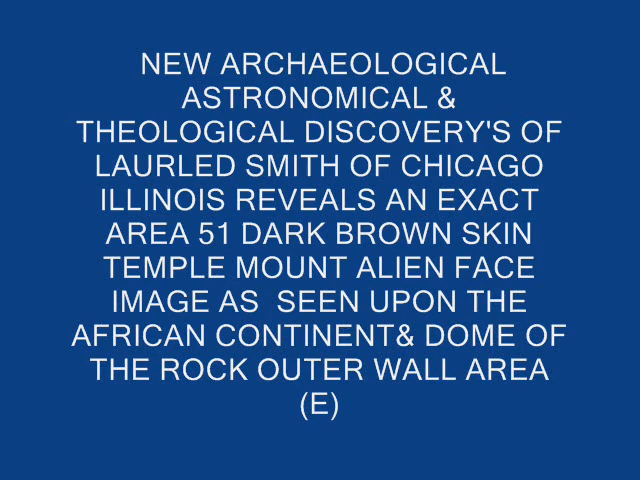 NEW ARCHAEOLOGICAL
ASTRONOMICAL &
THEOLOGICAL DISCOVERY'S OF
LAURLED SMITH OF CHICAGO
ILLINOIS REVEALS AN EXACT
AREA 51 DARK BROWN SKIN
TEMPLE MOUNT ALIEN FACE
IMAGE AS  SEEN UPON THE
AFRICAN CONTINENT& DOME OF
THE ROCK OUTER WALL AREA
(E)